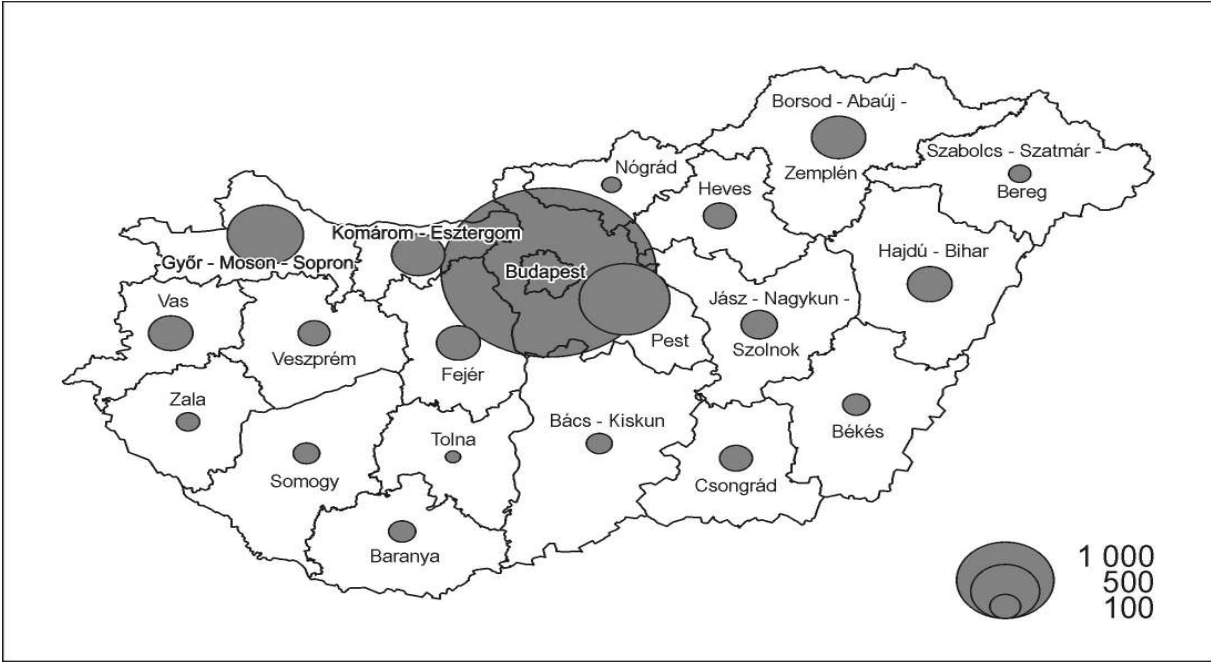 Borsod - Abaúj -
Zemplén
Szabolcs - Szatmár -
Bereg
Nógrád
Heves
Komárom - Esztergom
Győr - Moson - Sopron
Budapest
Hajdú - Bihar
Vas
Veszprém
Fejér
Pest
Jász - Nagykun -
Szolnok
Zala
Somogy
Tolna
Bács - Kiskun
Békés
Csongrád
Baranya
1 000
500
100